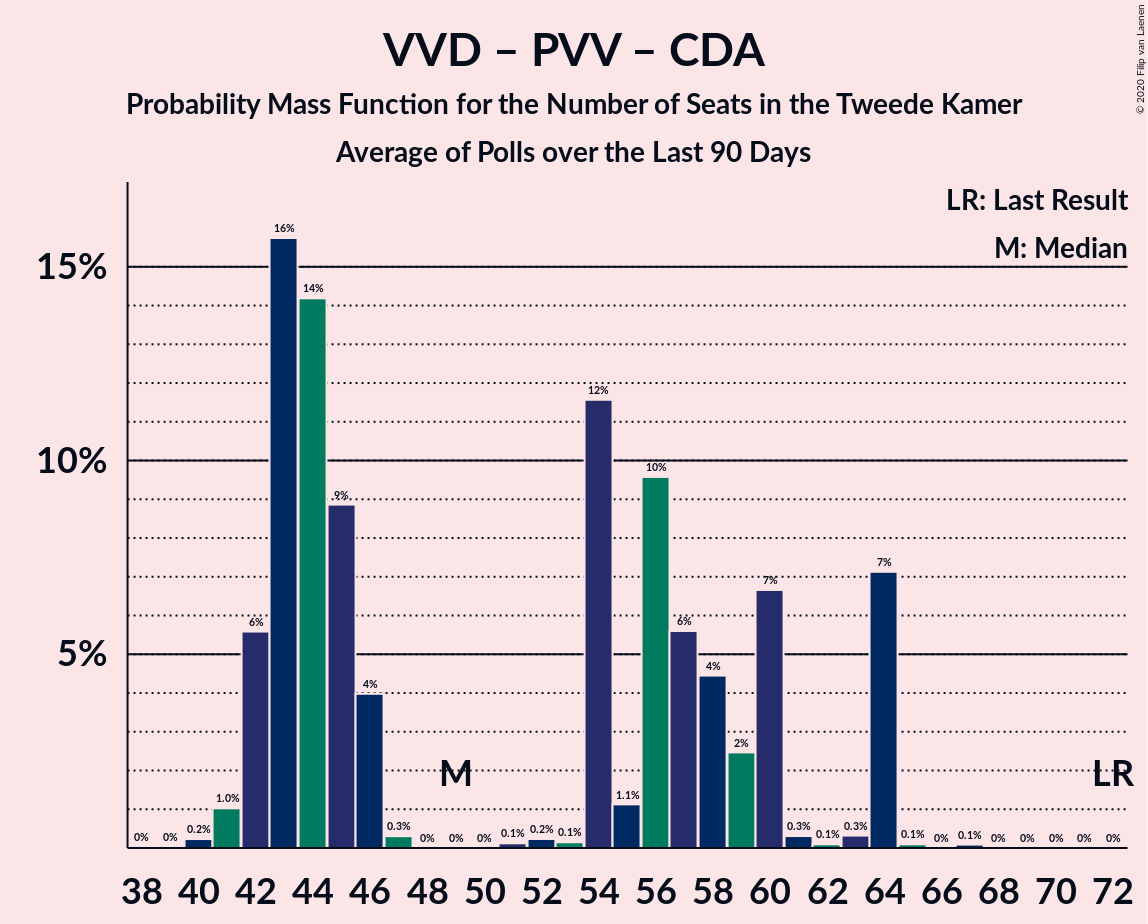 VVD – PVV – CDA
Probability Mass Function for the Number of Seats in the Tweede Kamer
Average of Polls over the Last 90 Days
© 2020 Filip van Laenen
LR: Last Result
M: Median
15%
10%
5%
0% 0% 0.2% 1.0% 6% 16% 14% 9% 4% 0.3% 0% 0% 0% 0.1% 0.2% 0.1% 12% 1.1% 10% 6% 4% 2% 7% 0.3% 0.1% 0.3% 7% 0.1% 0% 0.1% 0% 0% 0% 0% 0%
M LR
38 40 42 44 46 48 50 52 54 56 58 60 62 64 66 68 70 72